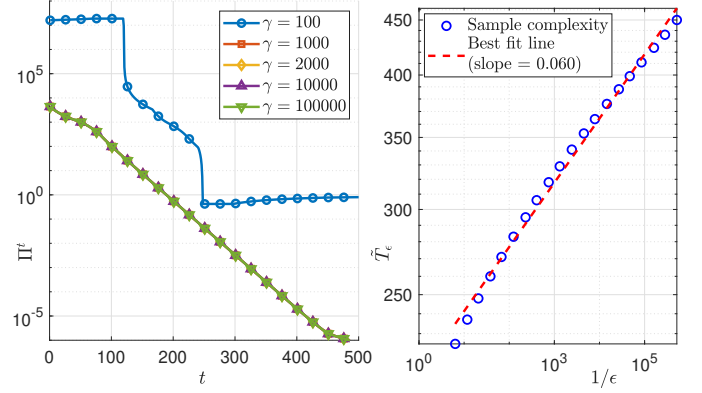 10^5
10^0
10^-5
Π^t
0
100
200
300
400
500
t
γ = 100
γ = 1000
γ = 2000
γ = 10000
γ = 100000
450
400
350
300
250
T̃_ϵ
10^0
10^3
10^5
1/ϵ
Sample complexity
Best fit line
(slope = 0.060)